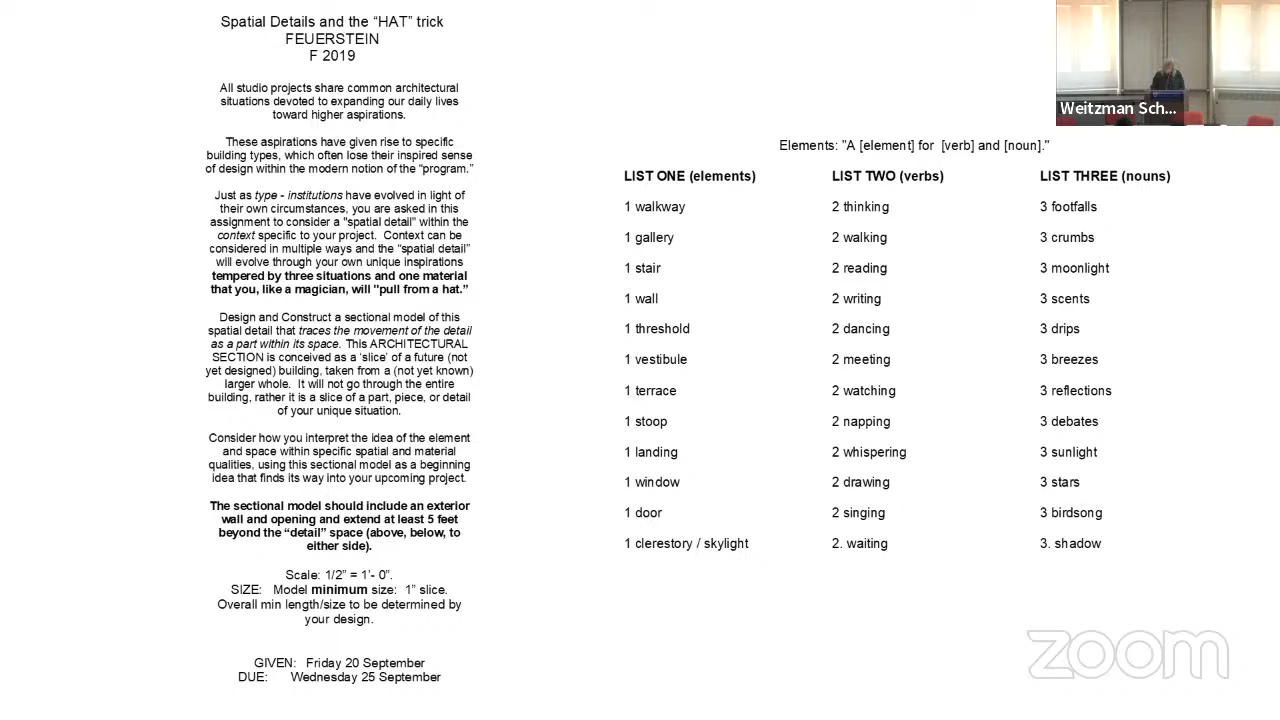 Spatial Details and the “HAT” trick
FEUERSTEIN
F 2019
All studio projects share common architectural
situations devoted to expanding our daily lives
toward higher aspirations.
These aspirations have given rise to specific
building types, which often lose their inspired sense
of design within the modern notion of the “program.”
Just as type - institutions have evolved in light of
their own circumstances, you are asked in this
assignment to consider a "spatial detail" within the
context specific to your project. Context can be
considered in multiple ways and the “spatial detail”
will evolve through your own unique inspirations
tempered by three situations and one material
that you, like a magician, will "pull from a hat.”
Design and Construct a sectional model of this
spatial detail that traces the movement of the detail
as a part within its space. This ARCHITECTURAL
SECTION is conceived as a ‘slice’ of a future (not
yet designed) building, taken from a (not yet known)
larger whole. It will not go through the entire
building, rather it is a slice of a part, piece, or detail
of your unique situation.
Consider how you interpret the idea of the element
and space within specific spatial and material
qualities, using this sectional model as a beginning
idea that finds its way into your upcoming project.
The sectional model should include an exterior
wall and opening and extend at least 5 feet
beyond the “detail” space (above, below, to
either side).
Scale: 1/2” = 1’- 0”.
SIZE: Model minimum size: 1” slice.
Overall min length/size to be determined by
your design.
GIVEN: Friday 20 September
DUE: Wednesday 25 September
Elements: "A [element] for [verb] and [noun]."
LIST ONE (elements) LIST TWO (verbs) LIST THREE (nouns)
1 walkway 2 thinking 3 footfalls
1 gallery 2 walking 3 crumbs
1 stair 2 reading 3 moonlight
1 wall 2 writing 3 scents
1 threshold 2 dancing 3 drips
1 vestibule 2 meeting 3 breezes
1 terrace 2 watching 3 reflections
1 stoop 2 napping 3 debates
1 landing 2 whispering 3 sunlight
1 window 2 drawing 3 stars
1 door 2 singing 3 birdsong
1 clerestory / skylight 2. waiting 3. shadow
Weitzman Sch...
zoom